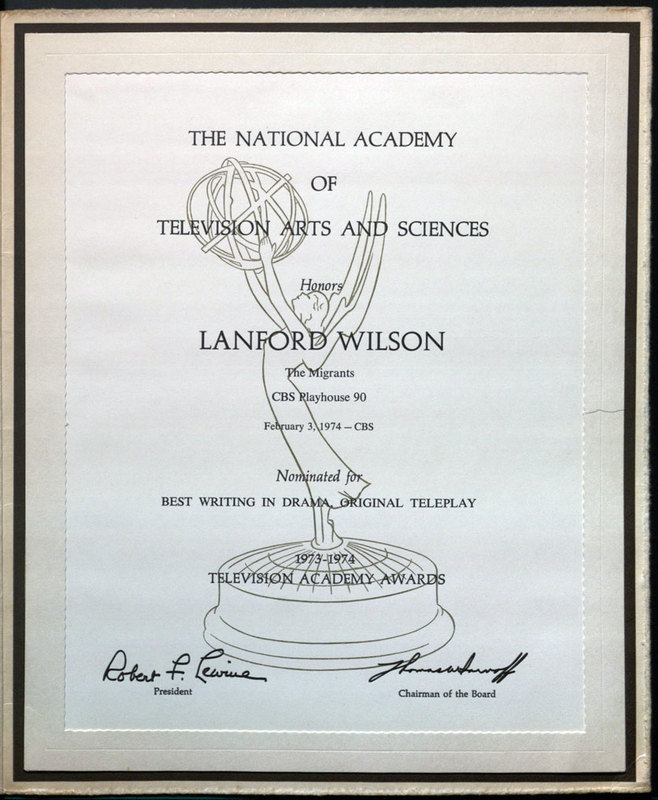 THE NATIONAL ACADEMY
OF
TELEVISION ARTS AND SCIENCES
Honors
LANFORD WILSON
The Migrants
CBS Playhouse 90
February 3, 1974 – CBS
Nominated for
BEST WRITING IN DRAMA, ORIGINAL TELEPLAY
1973-1974
TELEVISION ACADEMY AWARDS
Robert F. Lewine
President
Chairman of the Board